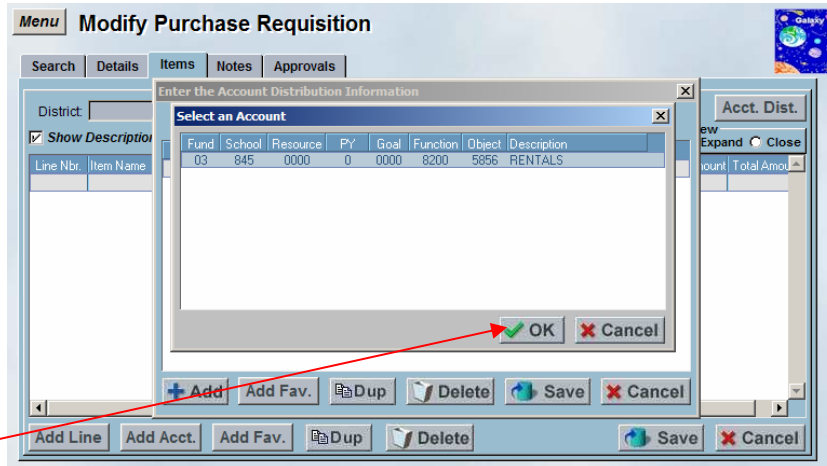 Menu Modify Purchase Requisition
Galaxy
Search Details Items Notes Approvals
Enter the Account Distribution Information
District:
Acct. Dist.
Select an Account
Show Description
ew
Expand Close
Fund School Resource PY Goal Function Object Description
Line Nbr. Item Name
ount Total Amou
03 845 0000 0 0000 8200 5856 RENTALS
OK Cancel
Add Add Fav. Dup Delete Save Cancel
Add Line Add Acct. Add Fav. Dup Delete Save Cancel